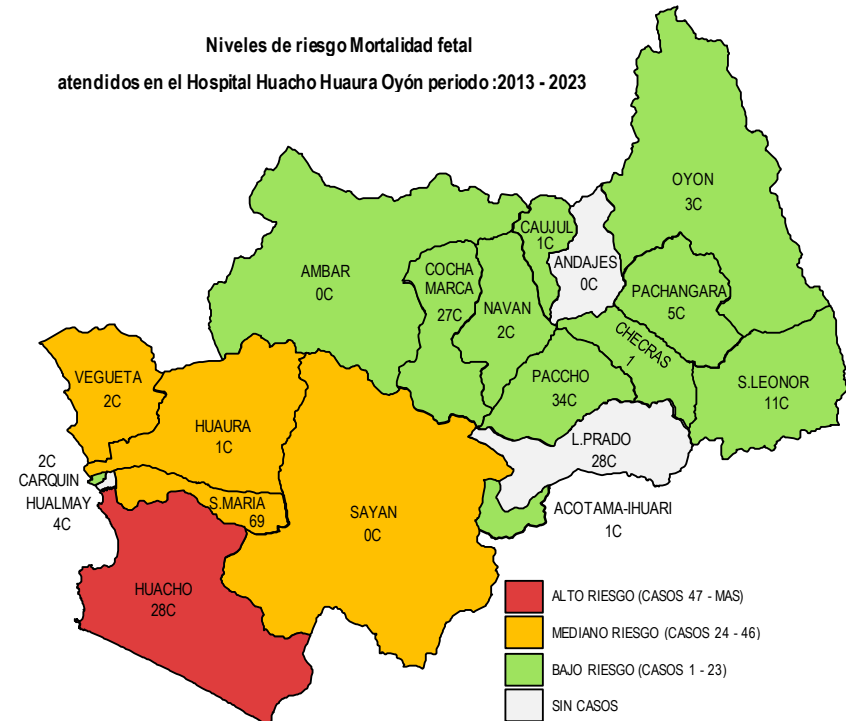 Niveles de riesgo Mortalidad fetal
atendidos en el Hospital Huacho Huaura Oyón periodo :2013 - 2023
OYON
3C
CAUJUL
1C
ANDAJES
0C
AMBAR
0C
COCHA
MARCA
27C
NAVAN
2C
PACHANGARA
5C
CHECRAS
1
VEGUETA
2C
PACCHO
34C
S.LEONOR
11C
HUAURA
1C
L.PRADO
28C
2C
CARQUIN
HUALMAY
4C
S.MARIA
69
SAYAN
0C
ACOTAMA-IHUARI
1C
HUACHO
28C
ALTO RIESGO (CASOS 47 - MAS)
MEDIANO RIESGO (CASOS 24 - 46)
BAJO RIESGO (CASOS 1 - 23)
SIN CASOS